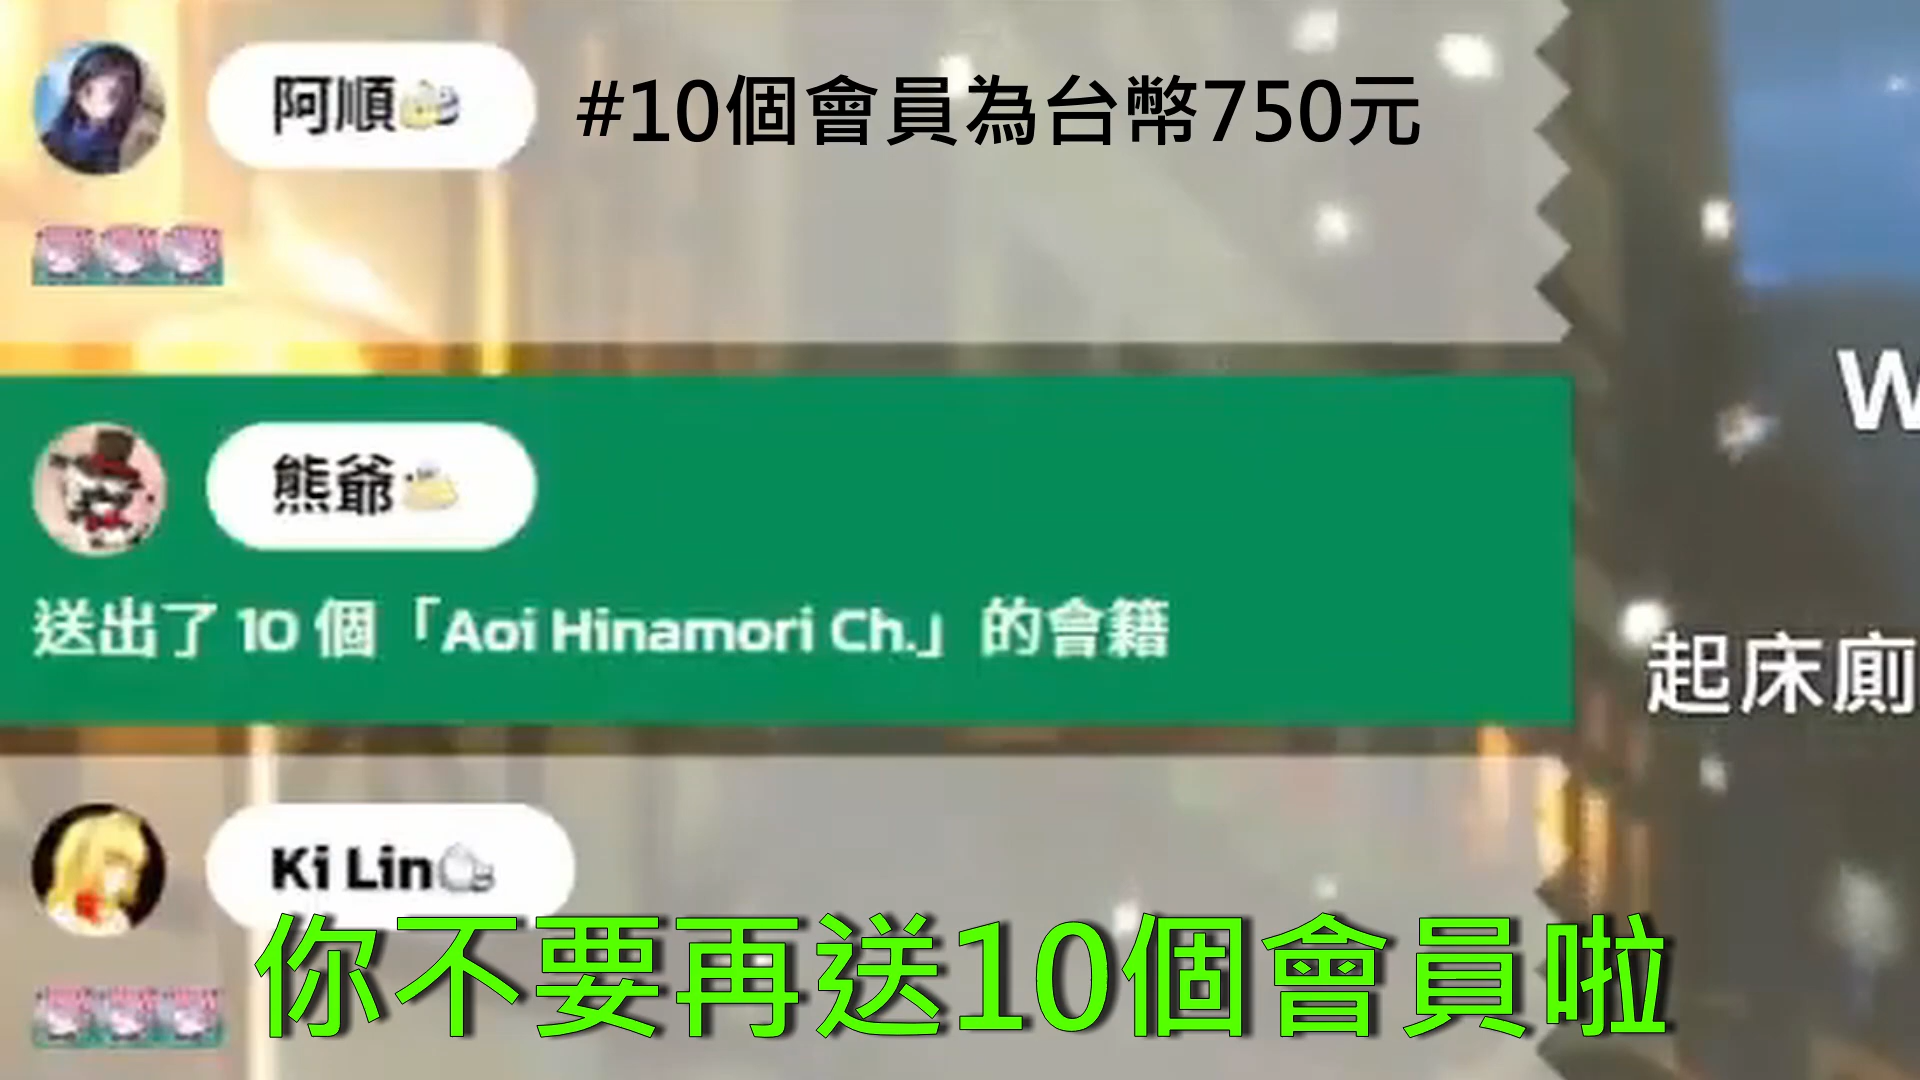 阿順
#10個會員為台幣750元
熊爺
送出了 10 個「Aoi Hinamori Ch.」的會籍
W
起床廁
Ki Lin
你不要再送10個會員啦